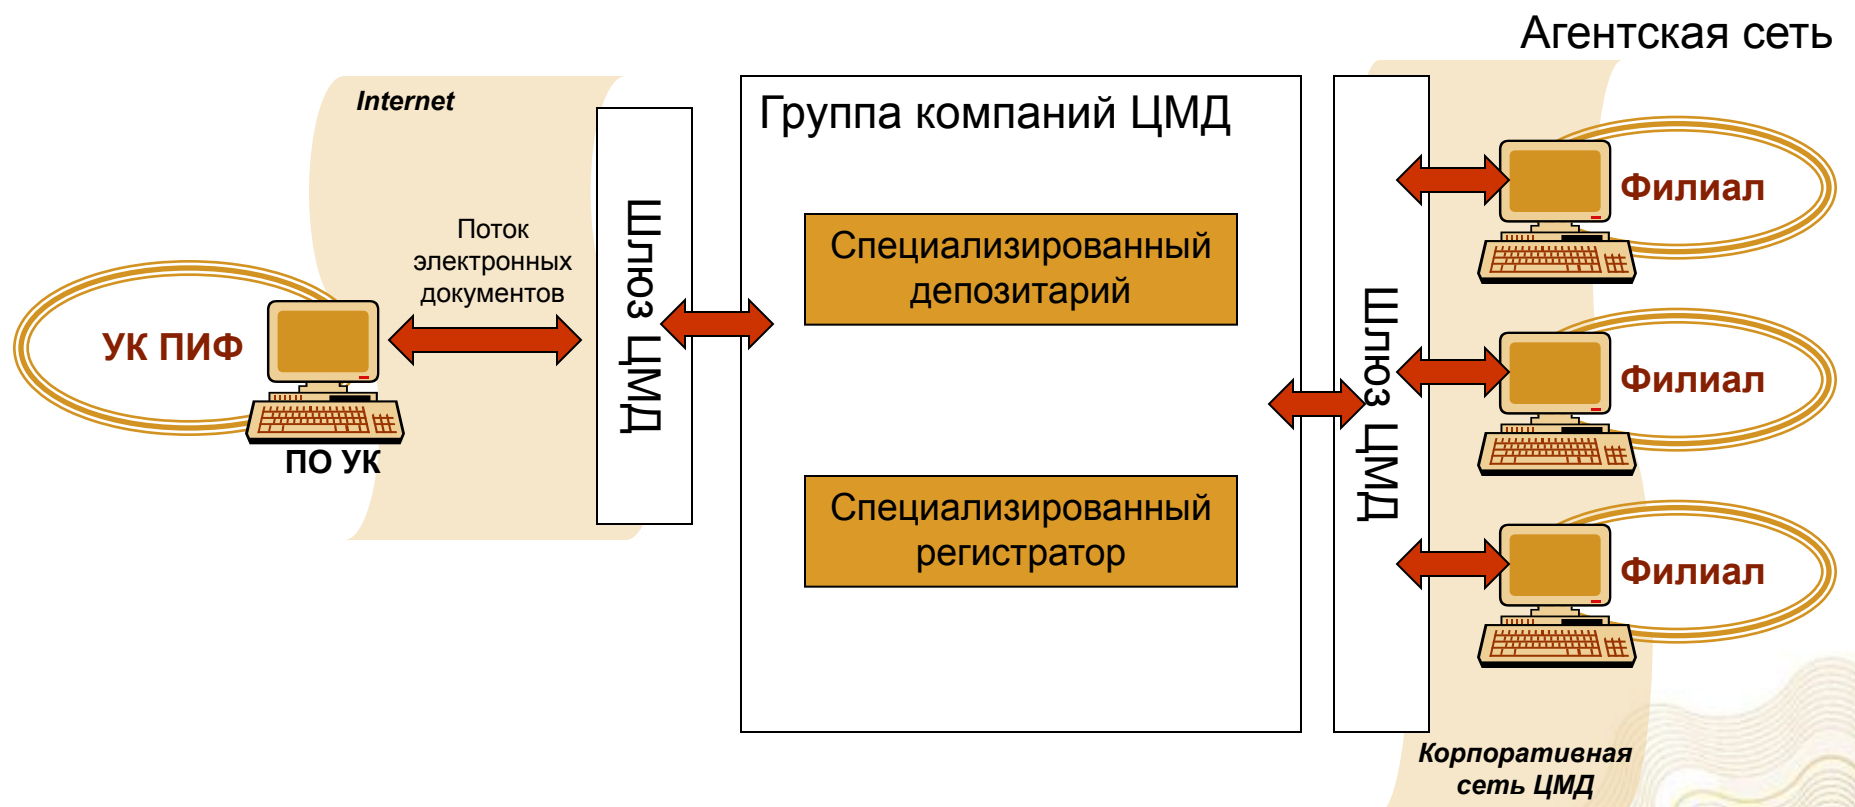 Агентская сеть
Internet
Группа компаний ЦМД
Поток
электронных
документов
УК ПИФ
ПО УК
Шлюз ЦМД
Специализированный
депозитарий
Специализированный
регистратор
Шлюз ЦМД
Филиал
Филиал
Филиал
Корпоративная
сеть ЦМД